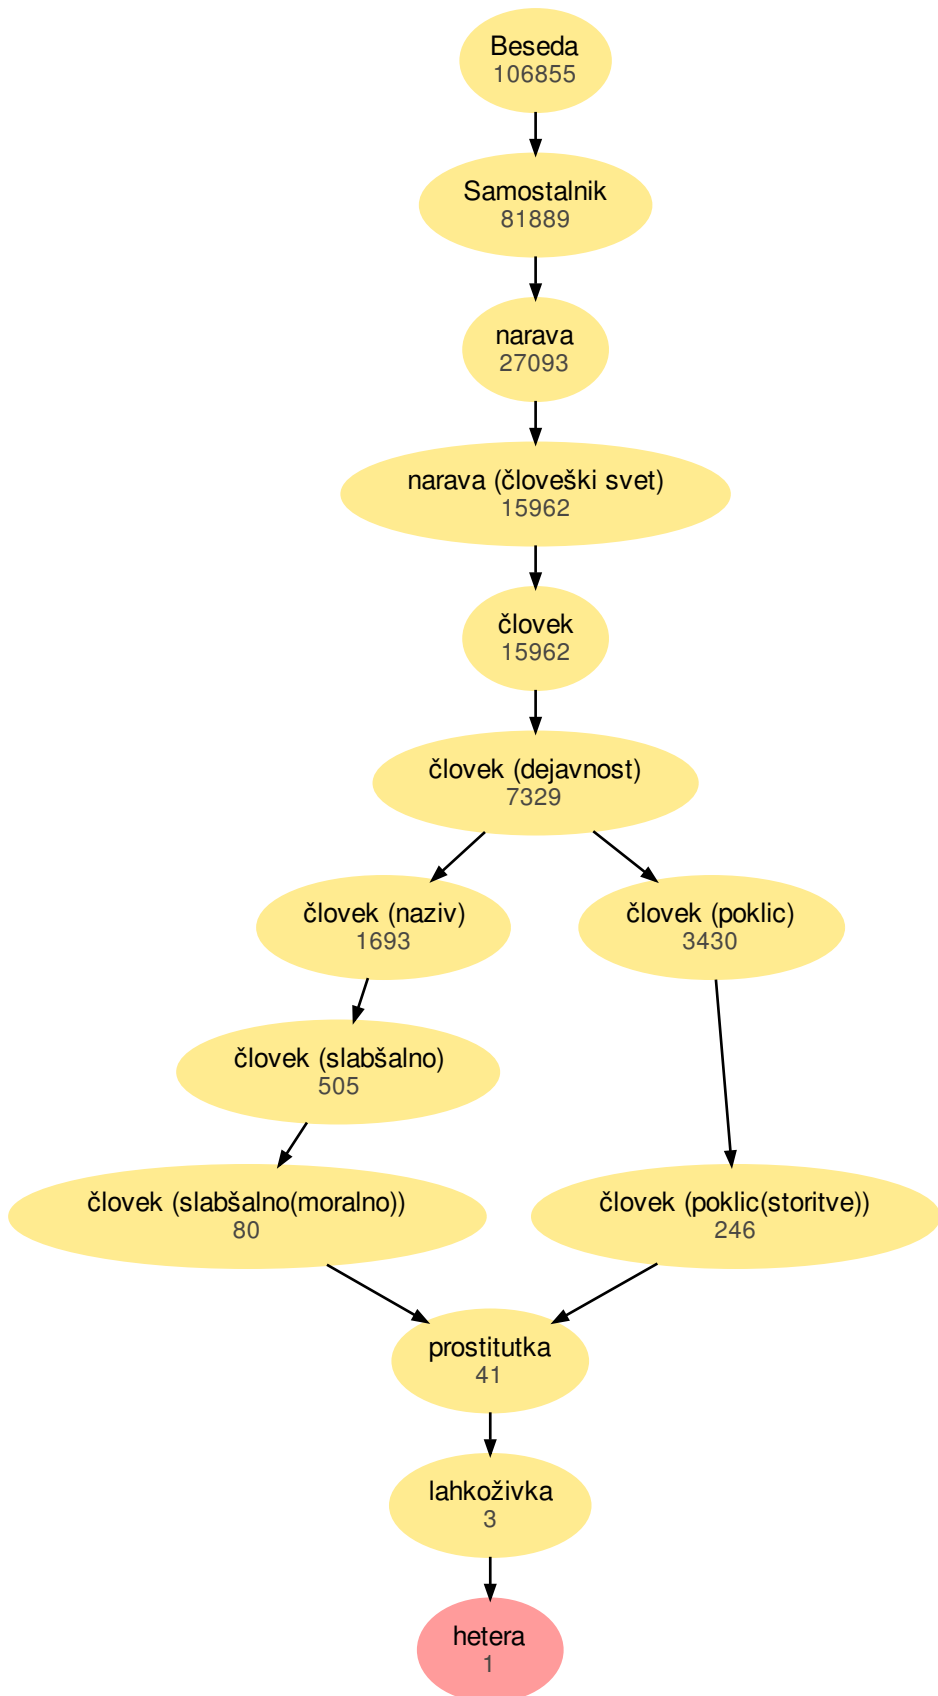 Beseda
106855
Samostalnik
81889
narava
27093
narava (človeški svet)
15962
človek
15962
človek (dejavnost)
7329
človek (naziv)
1693
človek (poklic)
3430
človek (slabšalno)
505
človek (slabšalno(moralno))
80
človek (poklic(storitve))
246
prostitutka
41
lahkoživka
3
hetera
1